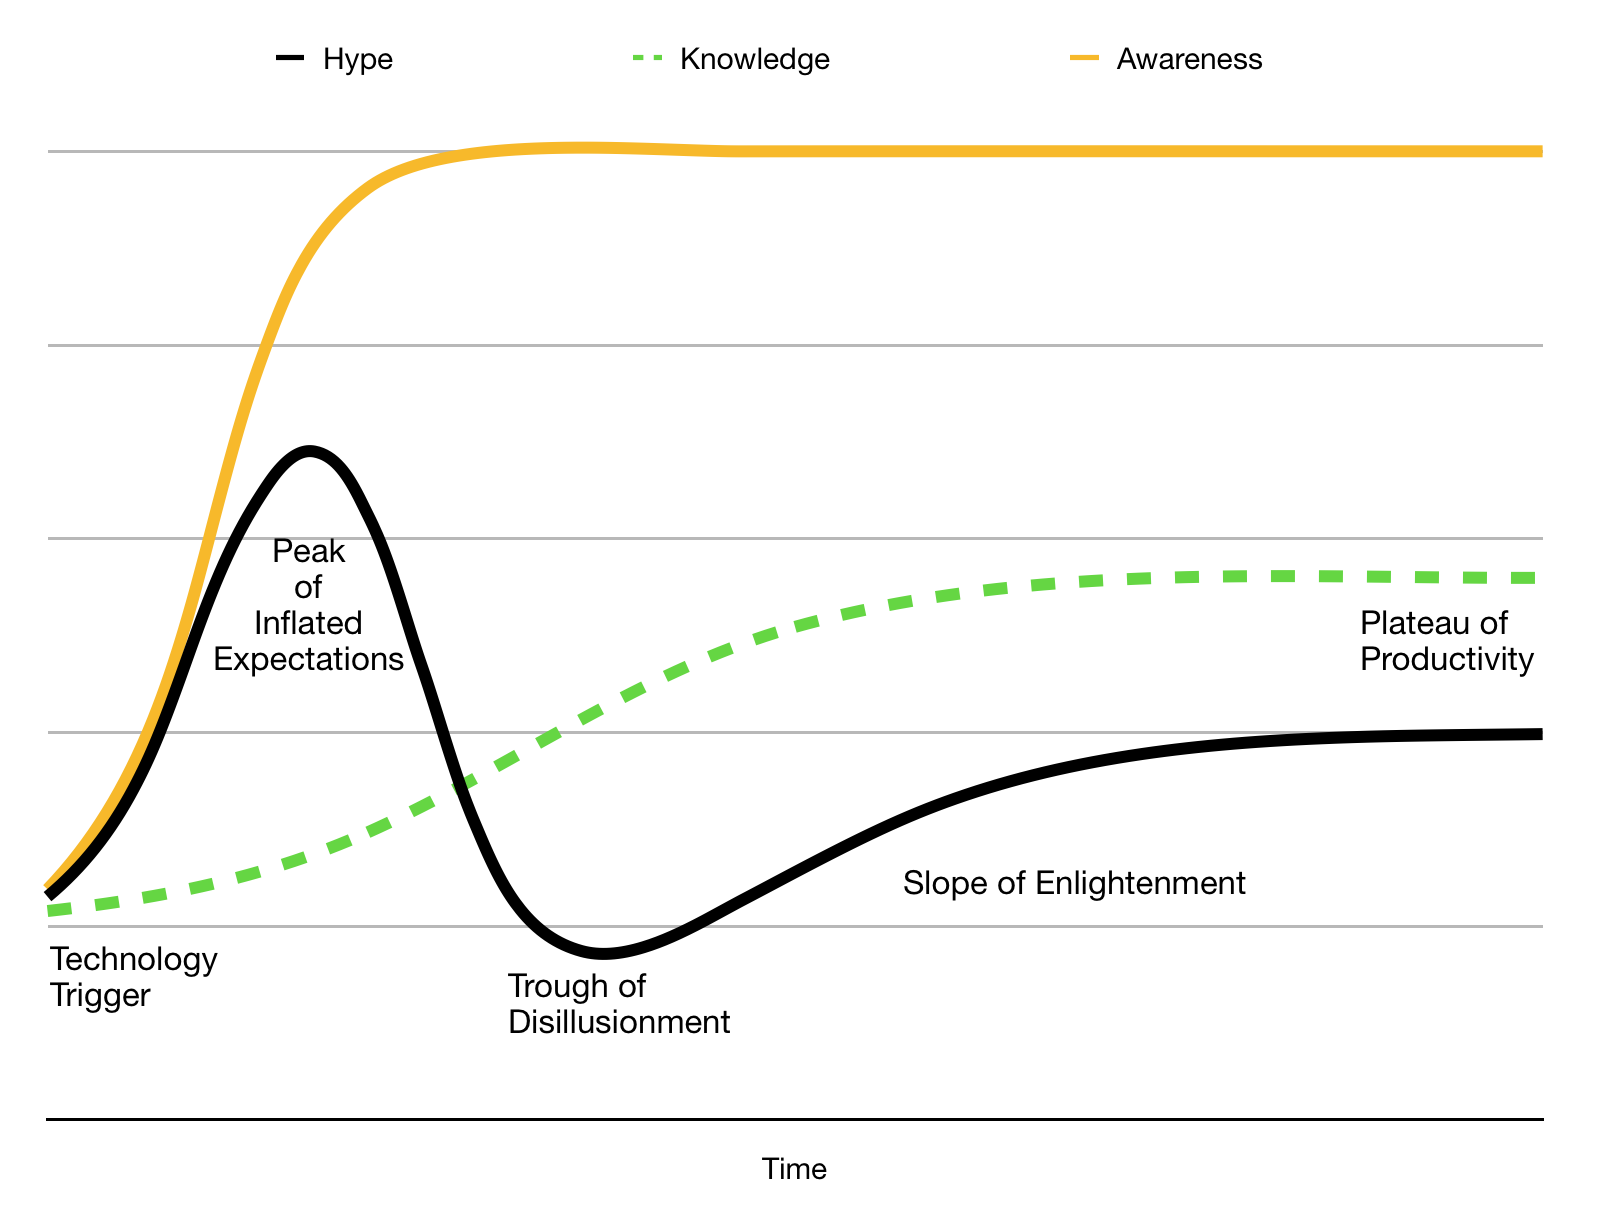 Hype
Knowledge
Awareness
Peak
of
Inflated
Expectations
Plateau of
Productivity
Slope of Enlightenment
Technology
Trigger
Trough of
Disillusionment
Time